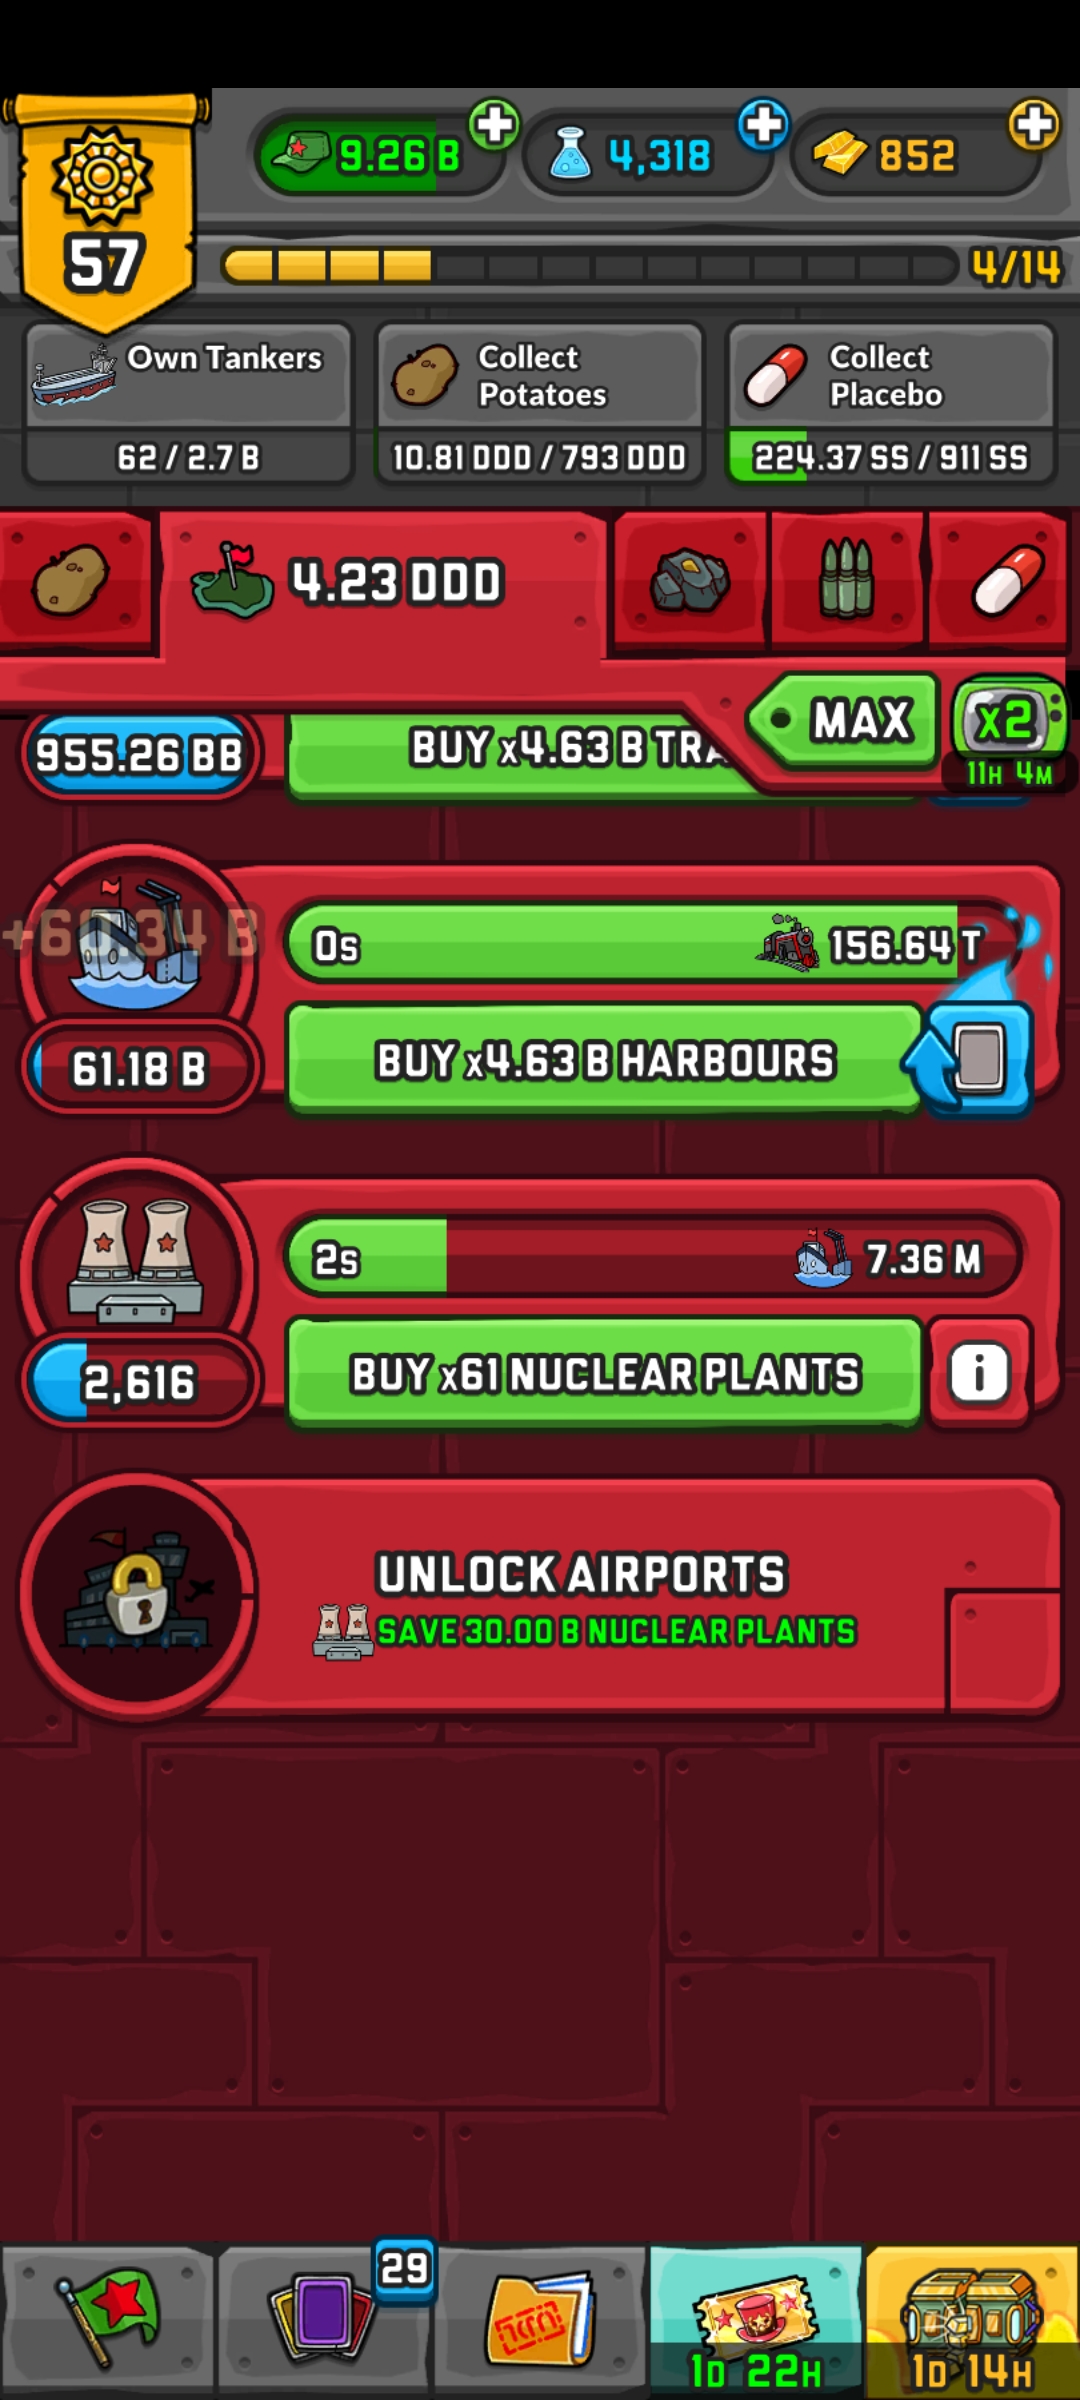 57
9.26 B
4,318
852
4/14
Own Tankers
62 / 2.7 B
Collect
Potatoes
10.81 DDD / 793 DDD
Collect
Placebo
224.37 SS / 911 SS
4.23 DDD
MAX
x2
11H 4M
955.26 BB
BUY x4.63 B TRA
0s
156.64 T
61.18 B
BUY x4.63 B HARBOURS
2s
7.36 M
2,616
BUY x61 NUCLEAR PLANTS
i
UNLOCK AIRPORTS
SAVE 30.00 B NUCLEAR PLANTS
29
1D 22H
1D 14H